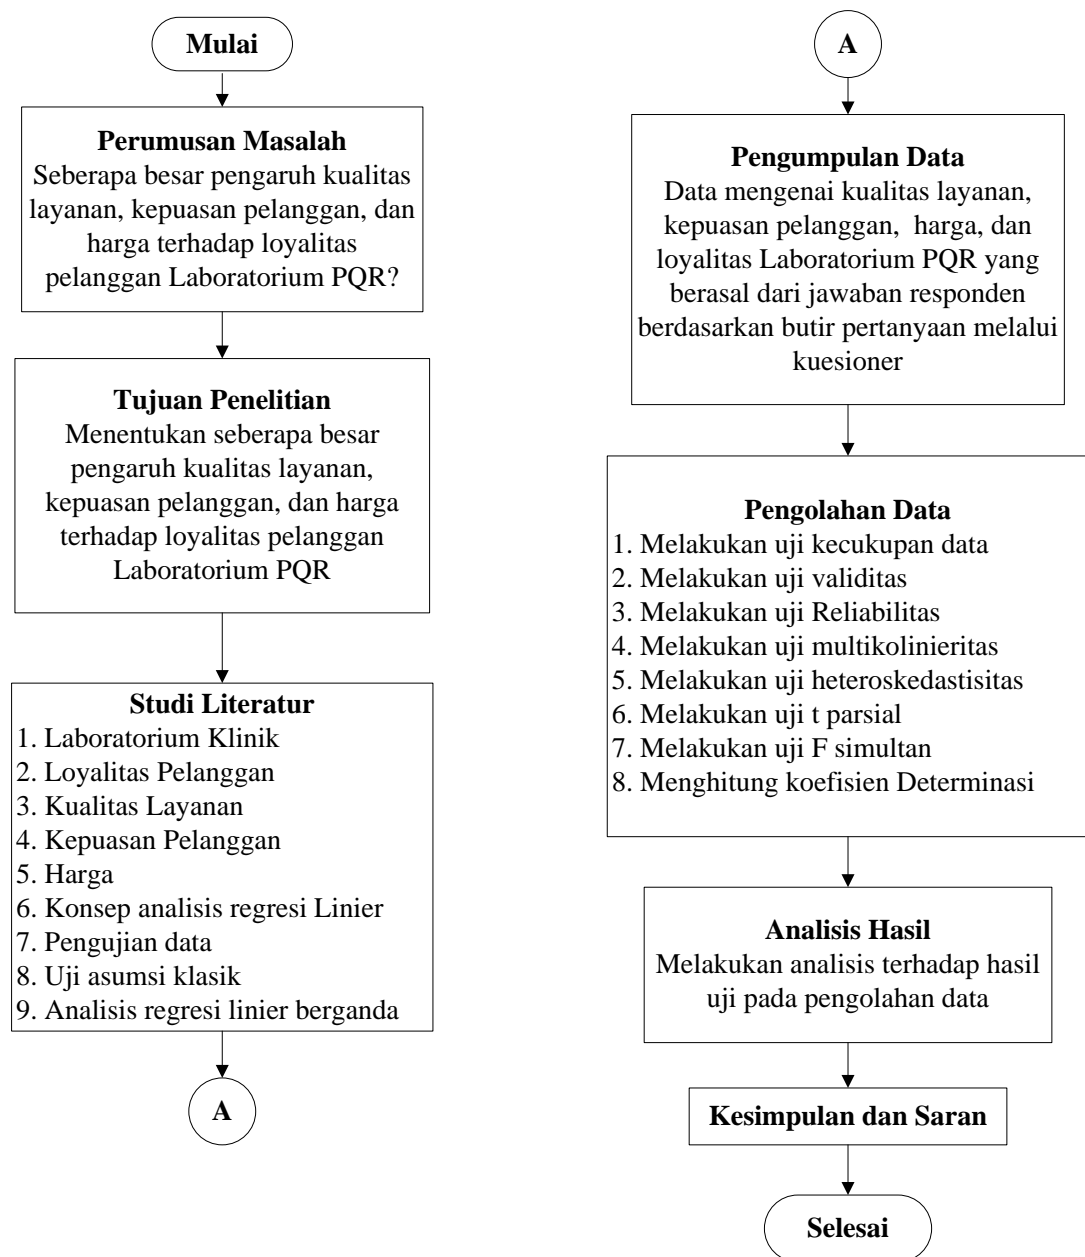 Mulai
Perumusan Masalah
Seberapa besar pengaruh kualitas
layanan, kepuasan pelanggan, dan
harga terhadap loyalitas
pelanggan Laboratorium PQR?
Tujuan Penelitian
Menentukan seberapa besar
pengaruh kualitas layanan,
kepuasan pelanggan, dan harga
terhadap loyalitas pelanggan
Laboratorium PQR
Studi Literatur
1. Laboratorium Klinik
2. Loyalitas Pelanggan
3. Kualitas Layanan
4. Kepuasan Pelanggan
5. Harga
6. Konsep analisis regresi Linier
7. Pengujian data
8. Uji asumsi klasik
9. Analisis regresi linier berganda
A
A
Pengumpulan Data
Data mengenai kualitas layanan,
kepuasan pelanggan,  harga, dan
loyalitas Laboratorium PQR yang
berasal dari jawaban responden
berdasarkan butir pertanyaan melalui
kuesioner
Pengolahan Data
1. Melakukan uji kecukupan data
2. Melakukan uji validitas
3. Melakukan uji Reliabilitas
4. Melakukan uji multikolinieritas
5. Melakukan uji heteroskedastisitas
6. Melakukan uji t parsial
7. Melakukan uji F simultan
8. Menghitung koefisien Determinasi
Analisis Hasil
Melakukan analisis terhadap hasil
uji pada pengolahan data
Kesimpulan dan Saran
Selesai